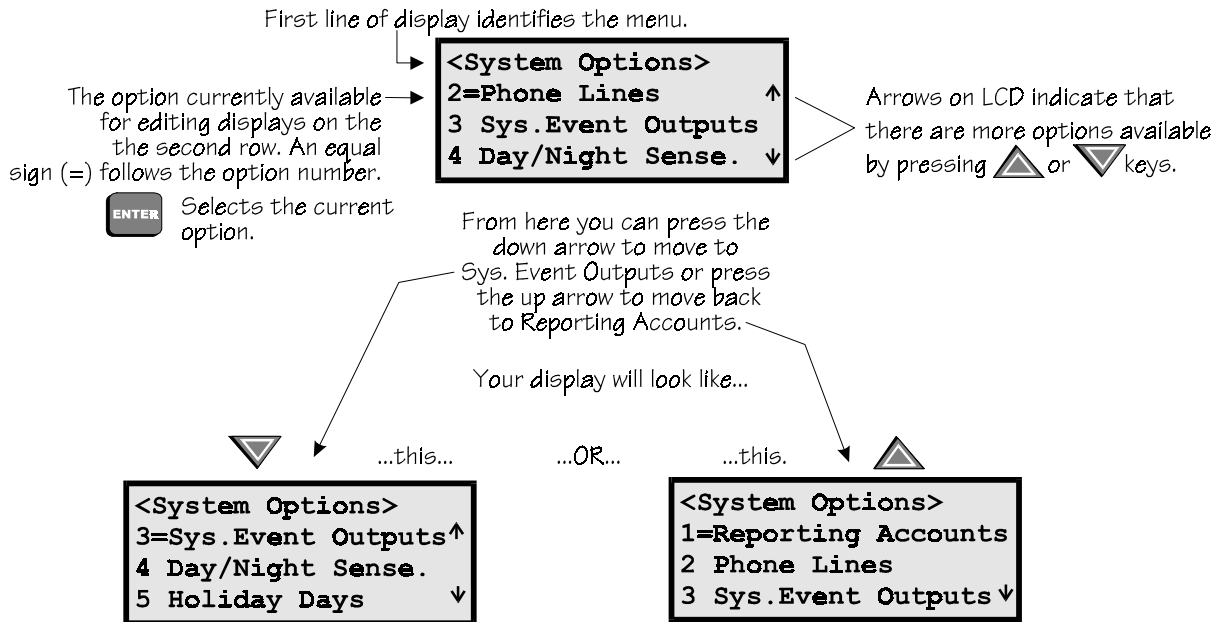 First line of display identifies the menu.
<System Options>
2=Phone Lines ↑
3 Sys.Event Outputs
4 Day/Night Sense. ↓
The option currently available
for editing displays on the
the second row. An equal
sign (=) follows the option number.
ENTER
Selects the current
option.
Arrows on LCD indicate that
there are more options available
by pressing or keys.
From here you can press the
down arrow to move to
Sys. Event Outputs or press
the up arrow to move back
to Reporting Accounts.
Your display will look like...
...this... ...OR... ...this.
<System Options>
3=Sys.Event Outputs↑
4 Day/Night Sense.
5 Holiday Days ↓
<System Options>
1=Reporting Accounts
2 Phone Lines
3 Sys.Event Outputs↓